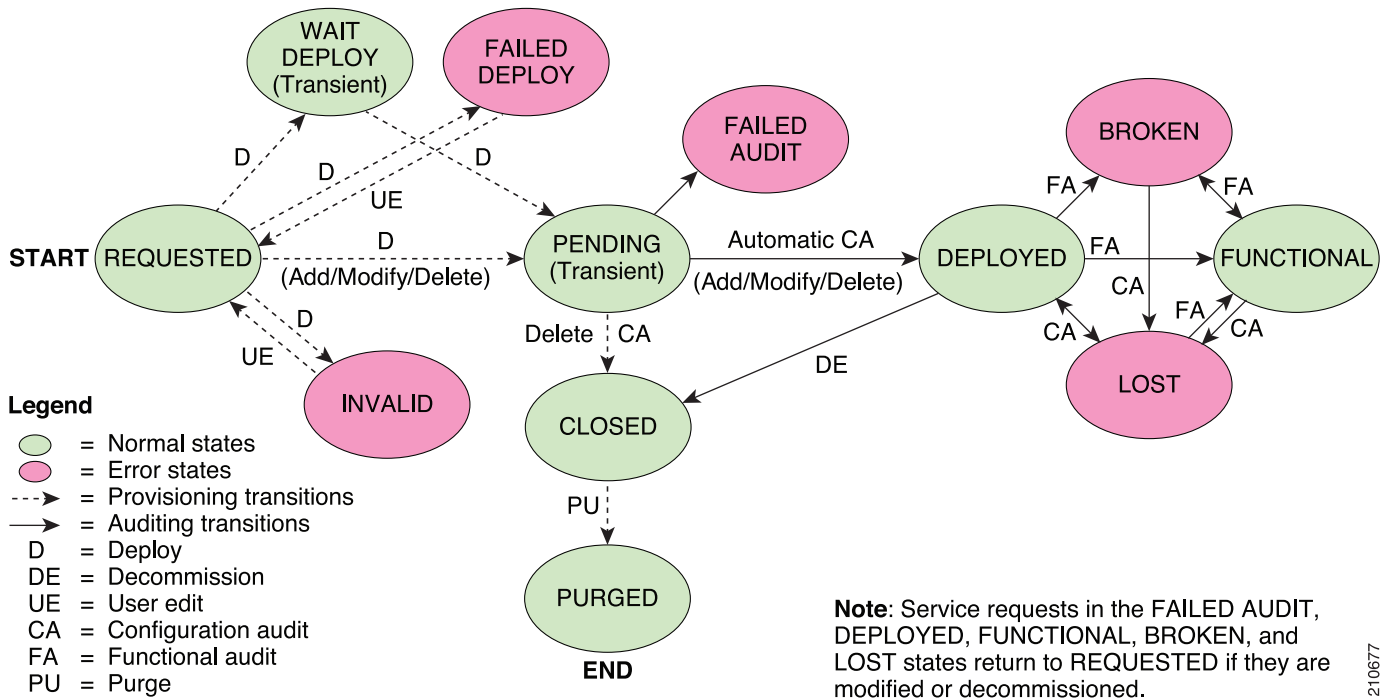 WAIT
DEPLOY
(Transient)
FAILED
DEPLOY
FAILED
AUDIT
BROKEN
D
D
D
UE
FA
FA
START
REQUESTED
D
(Add/Modify/Delete)
PENDING
(Transient)
Automatic CA
(Add/Modify/Delete)
DEPLOYED
FA
FUNCTIONAL
D
UE
Delete
CA
DE
CA
CA
FA
CA
INVALID
CLOSED
LOST
PU
PURGED
END
Legend
= Normal states
= Error states
= Provisioning transitions
= Auditing transitions
D = Deploy
DE = Decommission
UE = User edit
CA = Configuration audit
FA = Functional audit
PU = Purge
Note: Service requests in the FAILED AUDIT,
DEPLOYED, FUNCTIONAL, BROKEN, and
LOST states return to REQUESTED if they are
modified or decommissioned.
210677